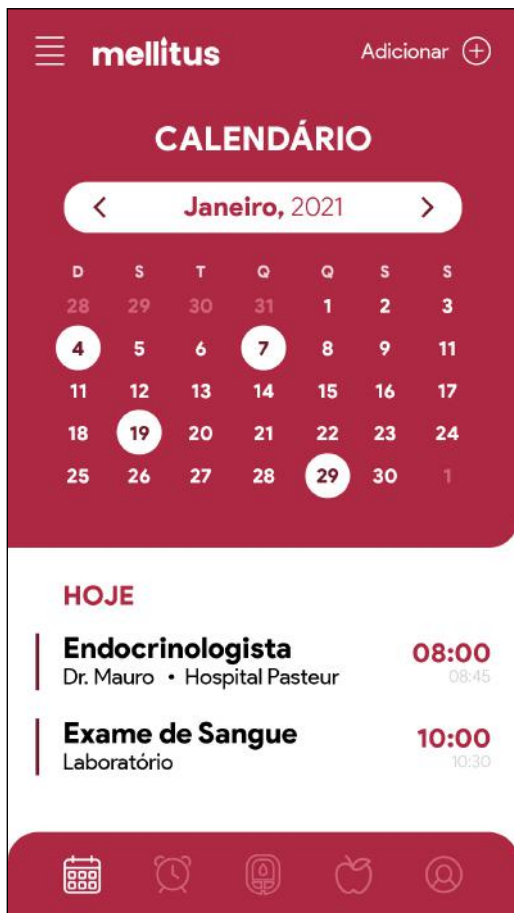 mellitus Adicionar
CALENDÁRIO
Janeiro, 2021
D S T Q Q S S
28 29 30 31 1 2 3
4 5 6 7 8 9 11
11 12 13 14 15 16 17
18 19 20 21 22 23 24
25 26 27 28 29 30 1
HOJE
Endocrinologista 08:00
Dr. Mauro • Hospital Pasteur 08:45
Exame de Sangue 10:00
Laboratório 10:30